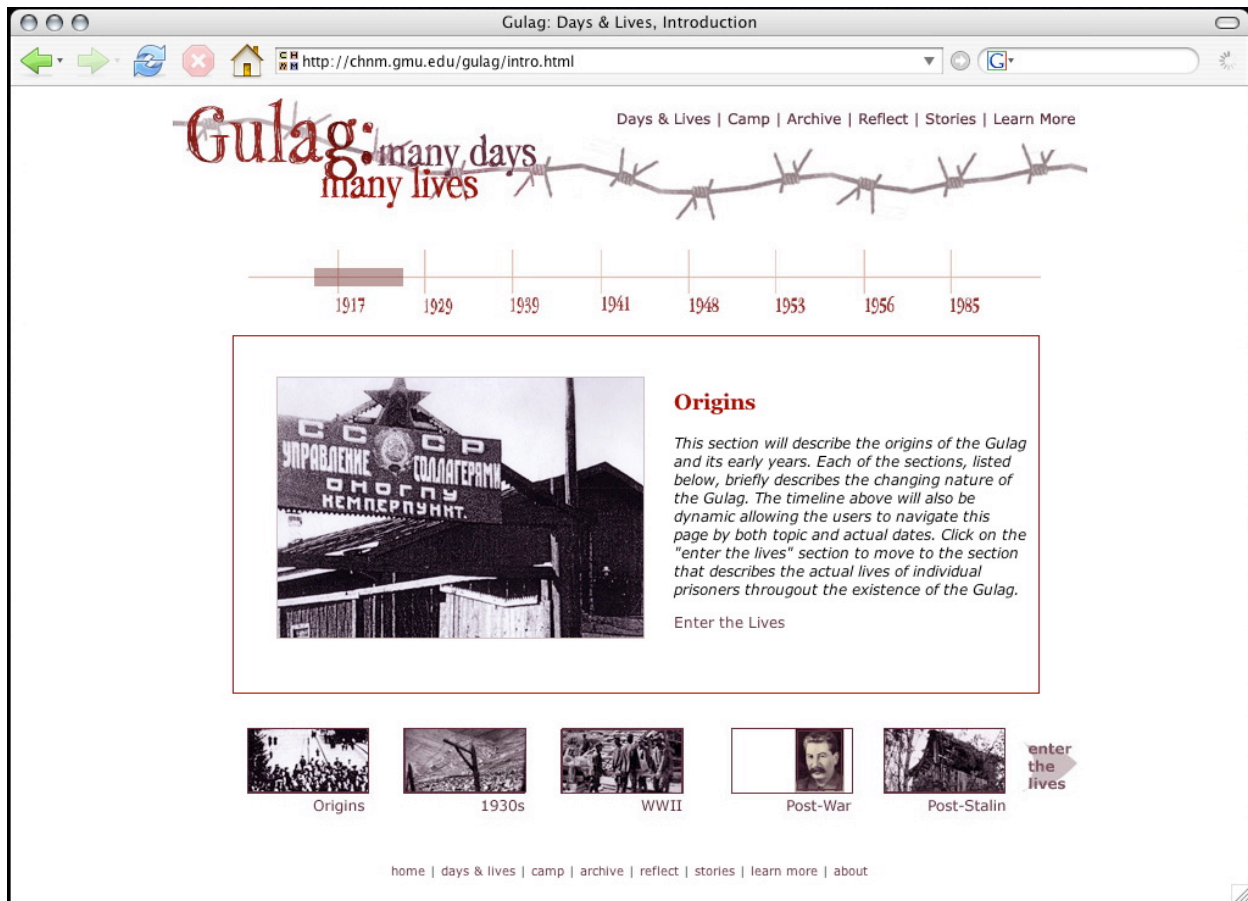 Gulag: Days & Lives, Introduction
http://chnm.gmu.edu/gulag/intro.html
G
Gulag: many days
many lives
Days & Lives | Camp | Archive | Reflect | Stories | Learn More
1917 1929 1939 1941 1948 1953 1956 1985
СССР
УПРАВЛЕНИЕ СОЛЛАГЕРЯМИ
ОНОГПУ
КЕМПЕРПУНКТ.
Origins
This section will describe the origins of the Gulag
and its early years. Each of the sections, listed
below, briefly describes the changing nature of
the Gulag. The timeline above will also be
dynamic allowing the users to navigate this
page by both topic and actual dates. Click on the
"enter the lives" section to move to the section
that describes the actual lives of individual
prisoners througout the existence of the Gulag.
Enter the Lives
Origins 1930s WWII Post-War Post-Stalin
enter
the
lives
home | days & lives | camp | archive | reflect | stories | learn more | about